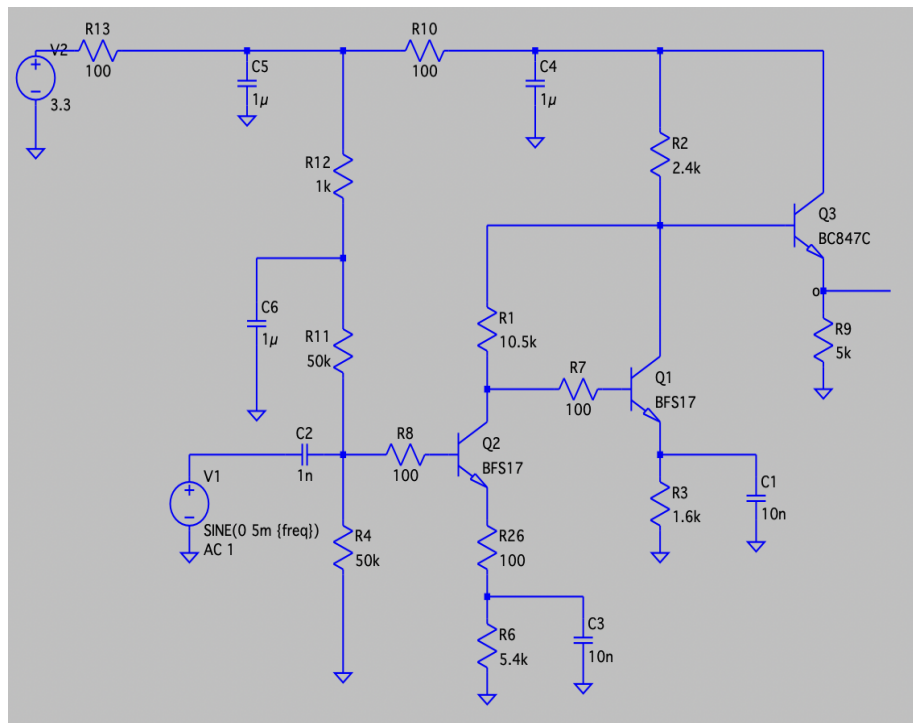 R13
100
V2
3.3
C5
1µ
R10
100
C4
1µ
R12
1k
R2
2.4k
Q3
BC847C
o
R9
5k
C6
1µ
R11
50k
R1
10.5k
R7
100
Q1
BFS17
C2
1n
R8
100
Q2
BFS17
V1
SINE(0 5m {freq})
AC 1
R4
50k
R26
100
R3
1.6k
C1
10n
R6
5.4k
C3
10n